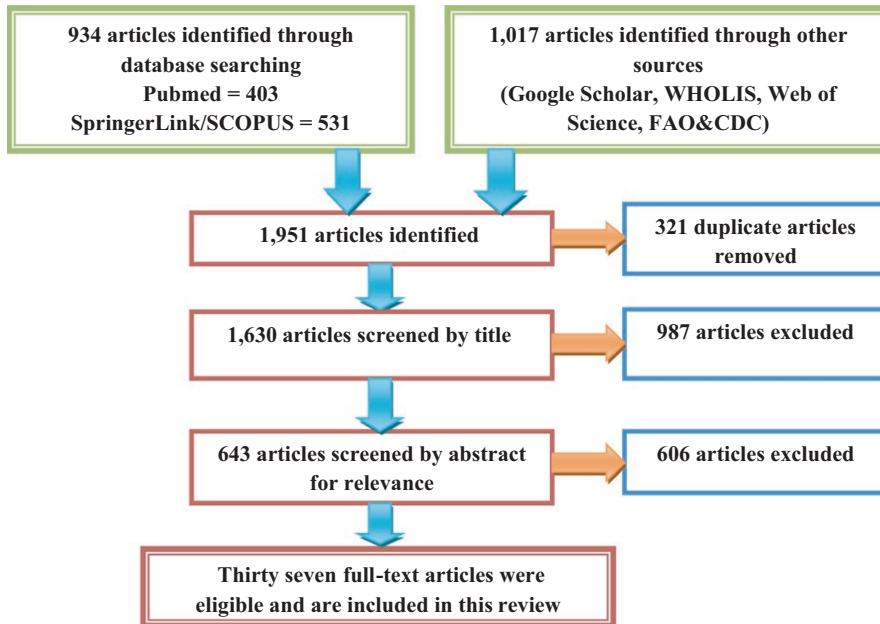 934 articles identified through
database searching
Pubmed = 403
SpringerLink/SCOPUS = 531
1,017 articles identified through other
sources
(Google Scholar, WHOLIS, Web of
Science, FAO&CDC)
1,951 articles identified
321 duplicate articles
removed
1,630 articles screened by title
987 articles excluded
643 articles screened by abstract
for relevance
606 articles excluded
Thirty seven full-text articles were
eligible and are included in this review